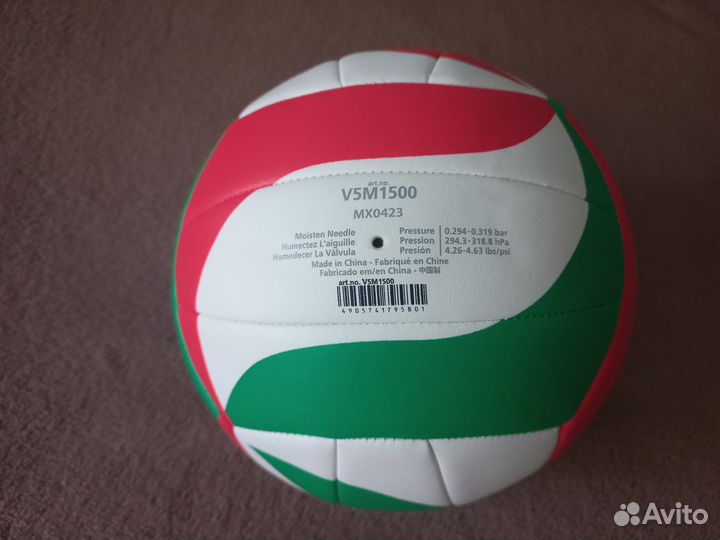 art.no.
V5M1500
MX0423
Moisten Needle
Humectez L'aiguille
Humedecer La Válvula
Pressure
Pression
Presión
0.294-0.319 bar
294.3-318.8 hPa
4.26-4.63 lbs/psi
Made in China - Fabriqué en Chine
Fabricado em/en China - 中国製
art.no. V5M1500
4905741795801
Avito